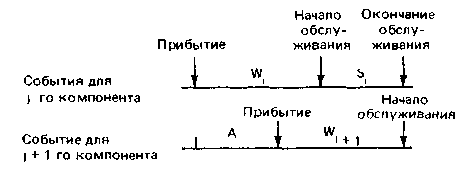 Начало Окончание
обслу- обслу-
Прибытие живания живания
События для W S
j го компонента
Начало
Прибытие обслуживания
Событие для A W j + 1
j + 1 го компонента